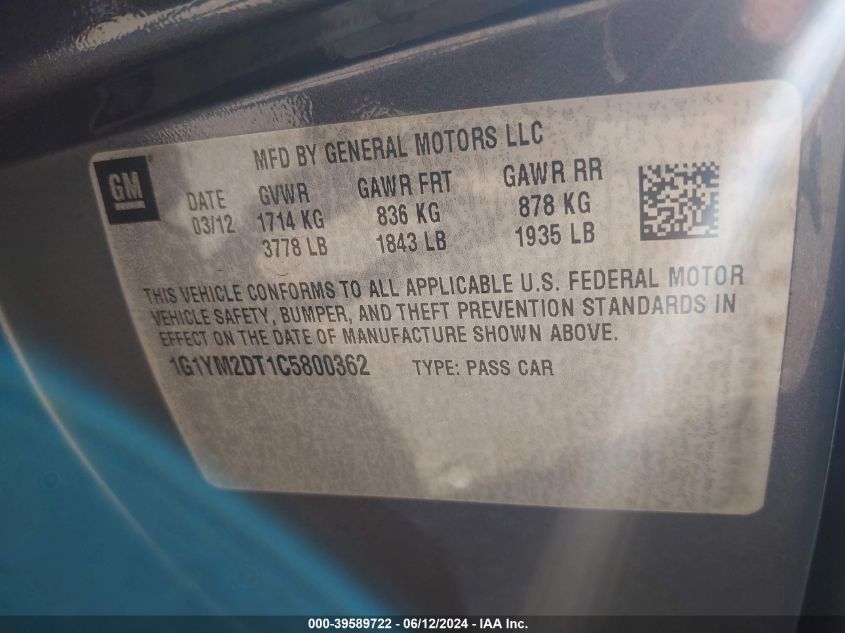 MFD BY GENERAL MOTORS LLC
GM
DATE GVWR GAWR FRT GAWR RR
03/12 1714 KG 836 KG 878 KG
3778 LB 1843 LB 1935 LB
THIS VEHICLE CONFORMS TO ALL APPLICABLE U.S. FEDERAL MOTOR
VEHICLE SAFETY, BUMPER, AND THEFT PREVENTION STANDARDS IN
EFFECT ON THE DATE OF MANUFACTURE SHOWN ABOVE.
1G1YM2DT1C5800362 TYPE: PASS CAR
000-39589722 - 06/12/2024 - IAA Inc.